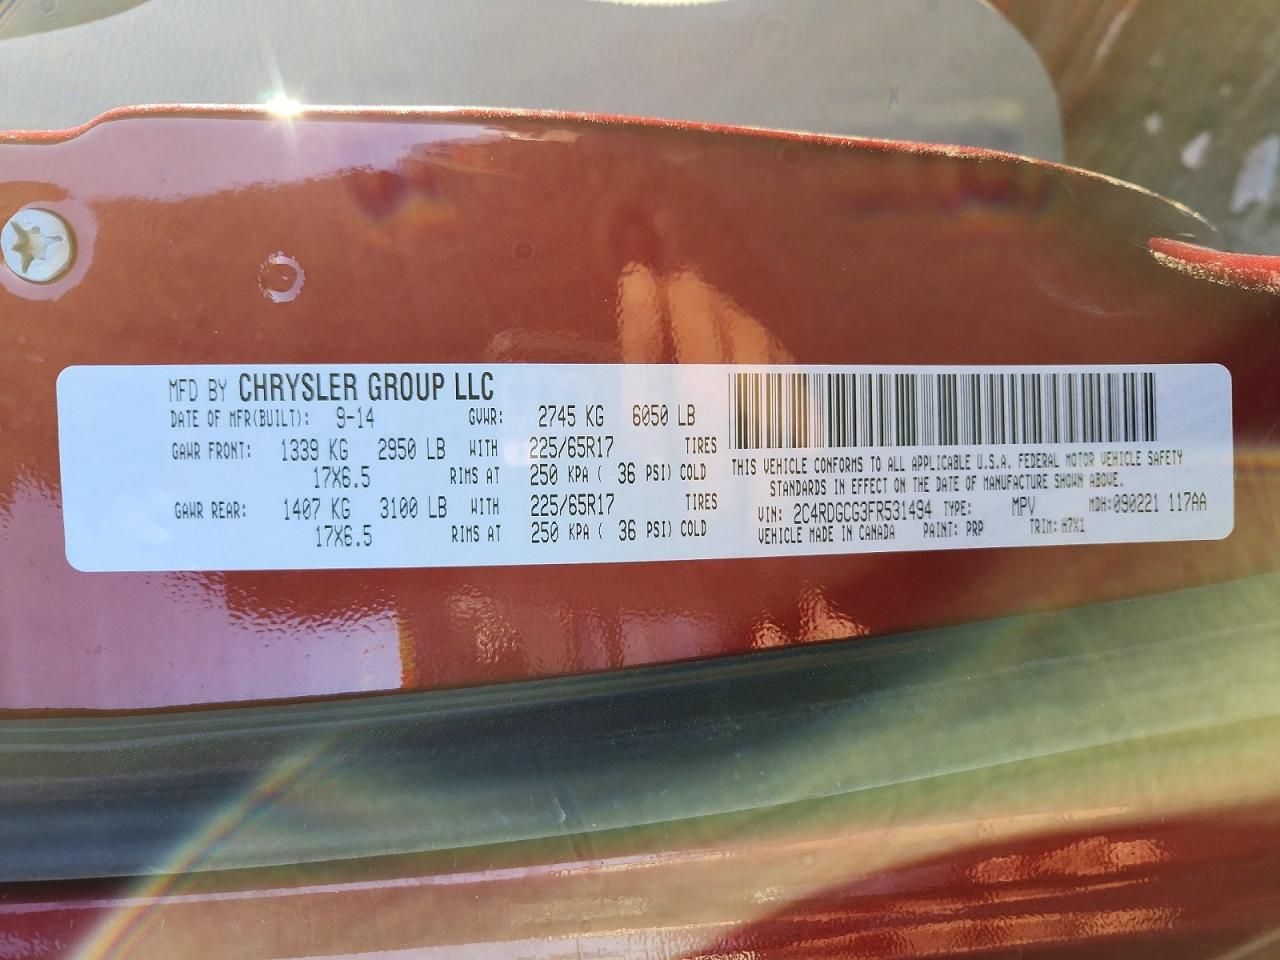 MFD BY CHRYSLER GROUP LLC
DATE OF MFR(BUILT): 9-14 GVWR: 2745 KG 6050 LB
GAWR FRONT: 1339 KG 2950 LB WITH 225/65R17 TIRES
17X6.5 RIMS AT 250 KPA ( 36 PSI) COLD
GAWR REAR: 1407 KG 3100 LB WITH 225/65R17 TIRES
17X6.5 RIMS AT 250 KPA ( 36 PSI) COLD
THIS VEHICLE CONFORMS TO ALL APPLICABLE U.S.A. FEDERAL MOTOR VEHICLE SAFETY
STANDARDS IN EFFECT ON THE DATE OF MANUFACTURE SHOWN ABOVE.
VIN: 2C4RDGCG3FR531494 TYPE: MPV MDH:090221 117AA
VEHICLE MADE IN CANADA PAINT: PRP TRIM: H7X1